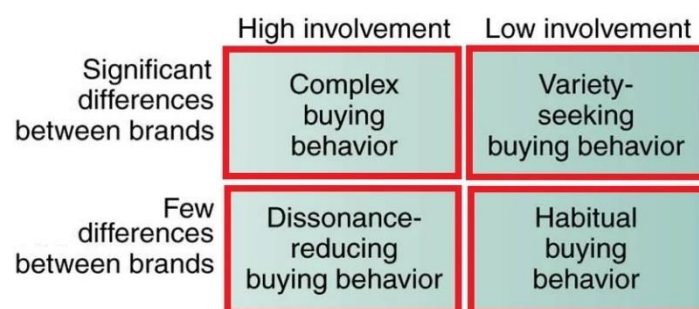 High involvement
Low involvement
Significant
differences
between brands
Complex
buying
behavior
Variety-
seeking
buying behavior
Few
differences
between brands
Dissonance-
reducing
buying behavior
Habitual
buying
behavior